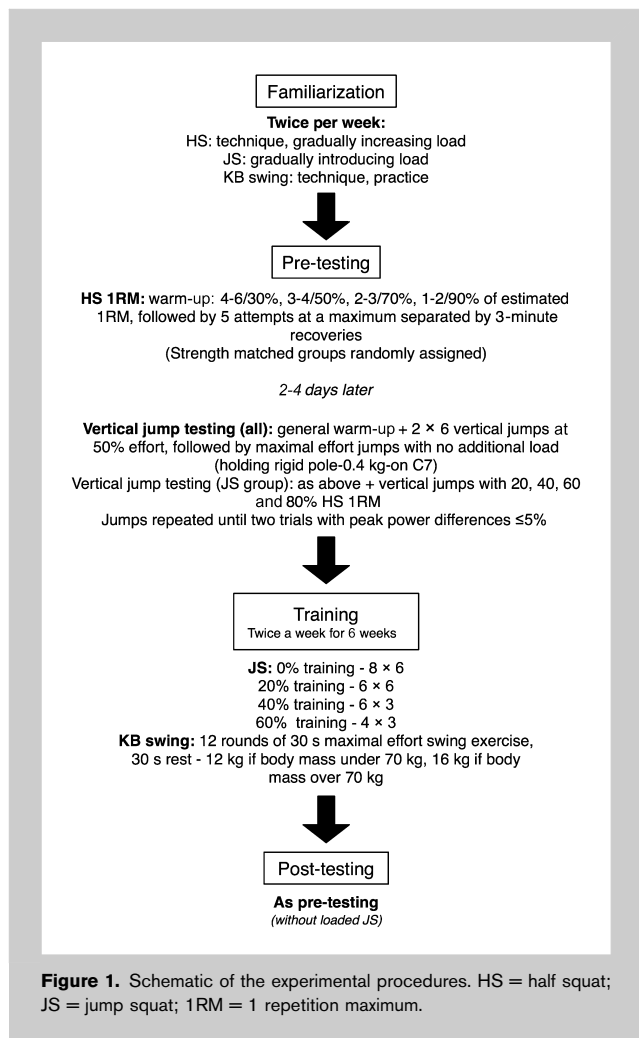 Familiarization
Twice per week:
HS: technique, gradually increasing load
JS: gradually introducing load
KB swing: technique, practice
Pre-testing
HS 1RM: warm-up: 4-6/30%, 3-4/50%, 2-3/70%, 1-2/90% of estimated
1RM, followed by 5 attempts at a maximum separated by 3-minute
recoveries
(Strength matched groups randomly assigned)
2-4 days later
Vertical jump testing (all): general warm-up + 2 × 6 vertical jumps at
50% effort, followed by maximal effort jumps with no additional load
(holding rigid pole-0.4 kg-on C7)
Vertical jump testing (JS group): as above + vertical jumps with 20, 40, 60
and 80% HS 1RM
Jumps repeated until two trials with peak power differences ≤5%
Training
Twice a week for 6 weeks
JS: 0% training - 8 × 6
20% training - 6 × 6
40% training - 6 × 3
60% training - 4 × 3
KB swing: 12 rounds of 30 s maximal effort swing exercise,
30 s rest - 12 kg if body mass under 70 kg, 16 kg if body
mass over 70 kg
Post-testing
As pre-testing
(without loaded JS)
Figure 1. Schematic of the experimental procedures. HS = half squat;
JS = jump squat; 1RM = 1 repetition maximum.